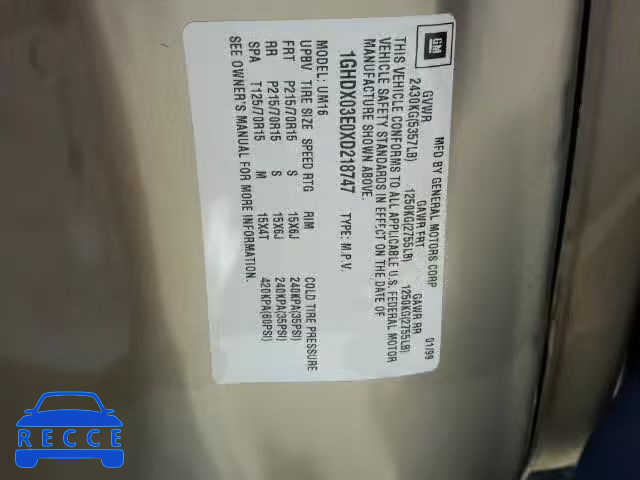 GM
MFD BY GENERAL MOTORS CORP 01/99
GVWR GAWR FRT GAWR RR
2430KG(5357LB) 1250KG(2755LB) 1250KG(2755LB)
THIS VEHICLE CONFORMS TO ALL APPLICABLE U.S. FEDERAL MOTOR
VEHICLE SAFETY STANDARDS IN EFFECT ON THE DATE OF
MANUFACTURE SHOWN ABOVE.
1GHDX03E0XD218747 TYPE: M.P.V.
MODEL: UM16
UPBV TIRE SIZE SPEED RTG RIM COLD TIRE PRESSURE
FRT P215/70R15 S 15X6J 240KPA(35PSI)
RR P215/70R15 S 15X6J 240KPA(35PSI)
SPA T125/70R15 M 15X4T 420KPA(60PSI)
SEE OWNER'S MANUAL FOR MORE INFORMATION.